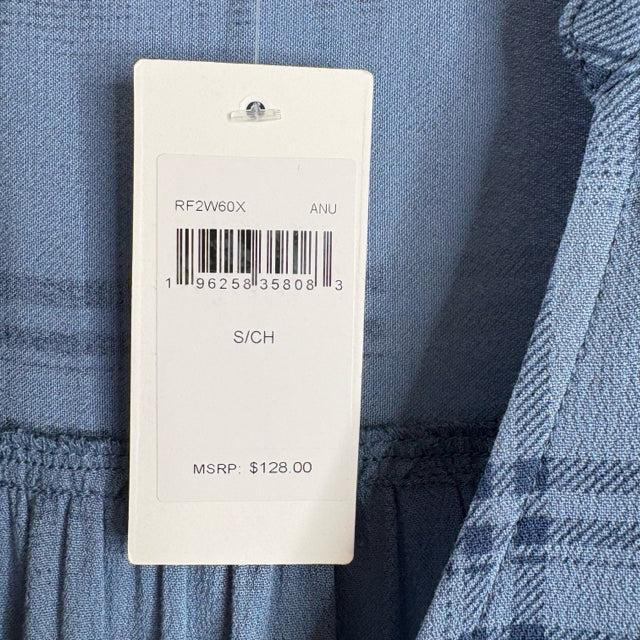 RF2W60X ANU
1 96258 35808 3
S/CH
MSRP: $128.00